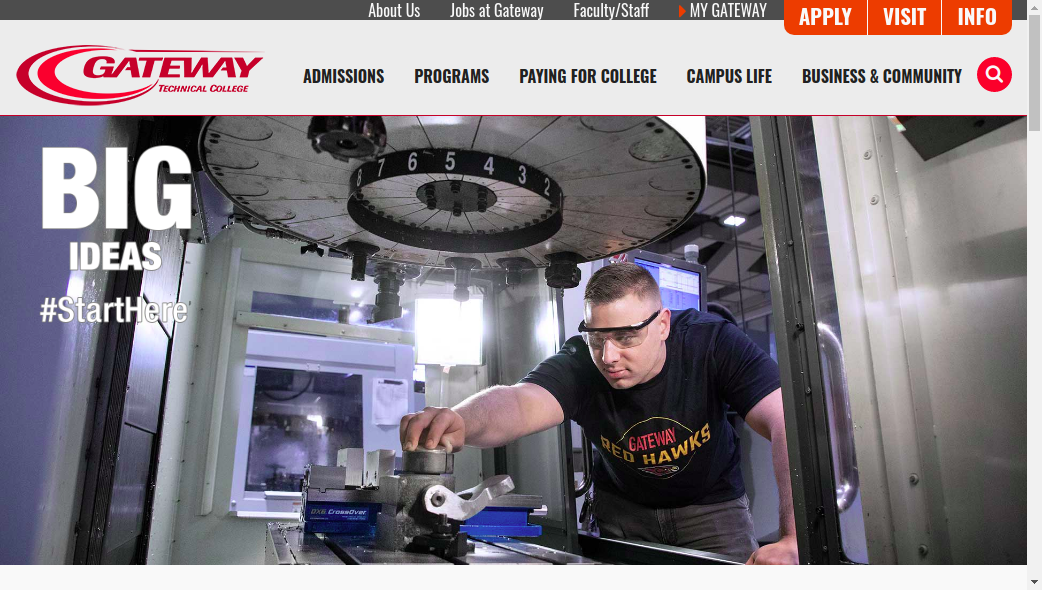 About Us Jobs at Gateway Faculty/Staff MY GATEWAY APPLY VISIT INFO
GATEWAY
TECHNICAL COLLEGE
ADMISSIONS PROGRAMS PAYING FOR COLLEGE CAMPUS LIFE BUSINESS & COMMUNITY
BIG
IDEAS
#StartHere
8 7 6 5 4 3 2
GATEWAY
RED HAWKS
DX6 CrossOver